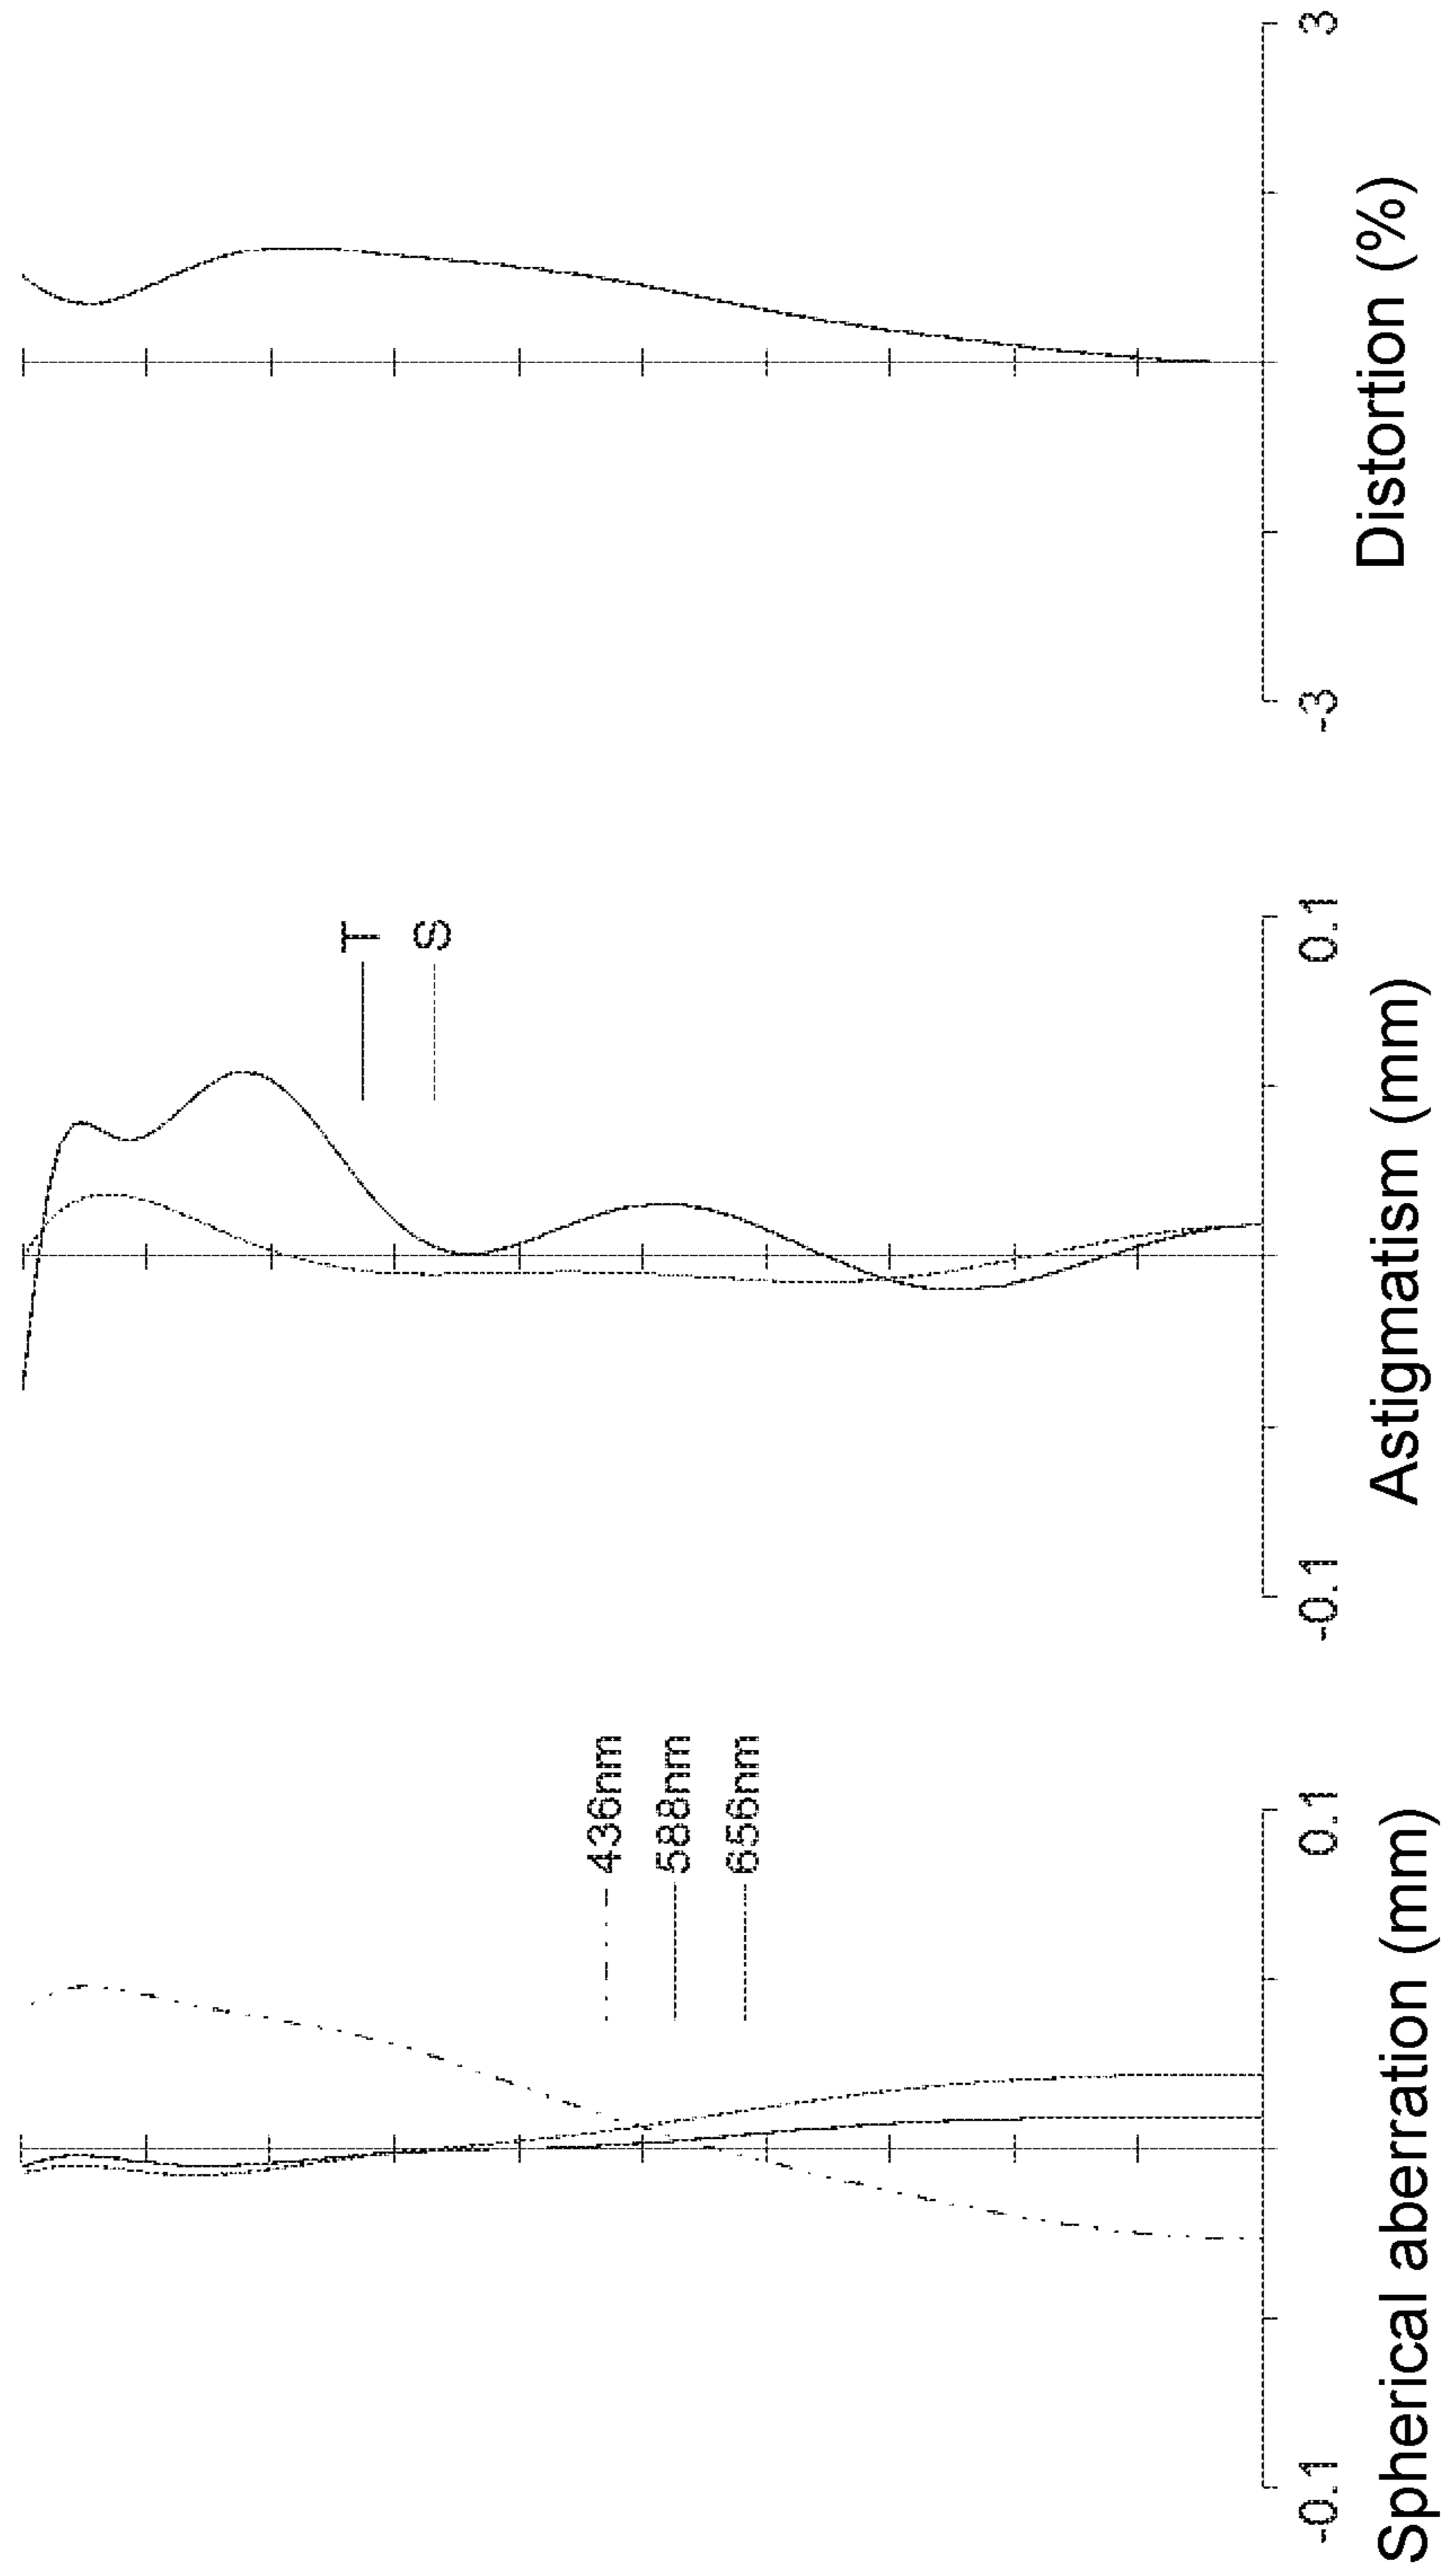 436nm
588nm
656nm
-0.1
0.1
Spherical aberration (mm)
T
S
-0.1
0.1
Astigmatism (mm)
-3
3
Distortion (%)